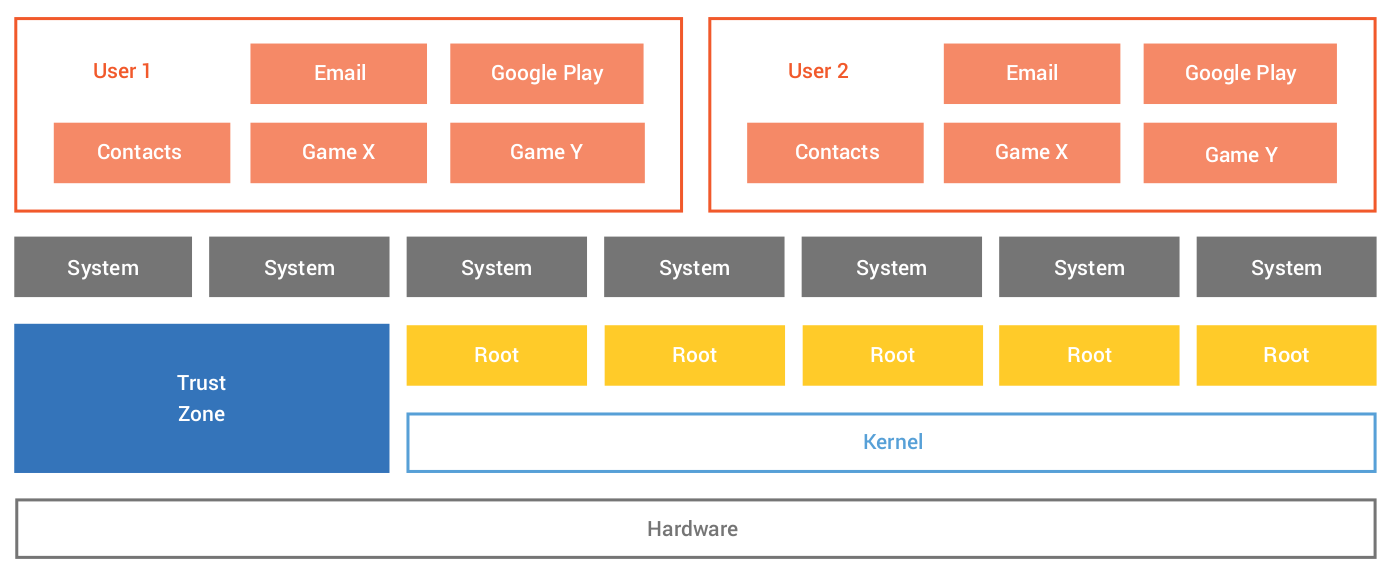 User 1
Email
Google Play
Contacts
Game X
Game Y
User 2
Email
Google Play
Contacts
Game X
Game Y
System
System
System
System
System
System
System
Trust
Zone
Root
Root
Root
Root
Root
Kernel
Hardware